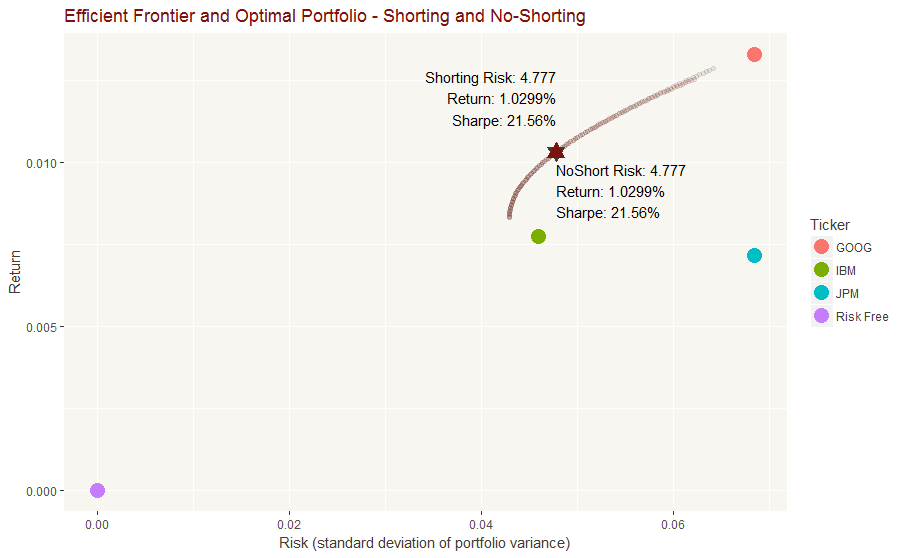 Efficient Frontier and Optimal Portfolio - Shorting and No-Shorting
Shorting Risk: 4.777
Return: 1.0299%
Sharpe: 21.56%
NoShort Risk: 4.777
Return: 1.0299%
Sharpe: 21.56%
0.010
0.005
0.000
Return
0.00
0.02
0.04
0.06
Risk (standard deviation of portfolio variance)
Ticker
GOOG
IBM
JPM
Risk Free